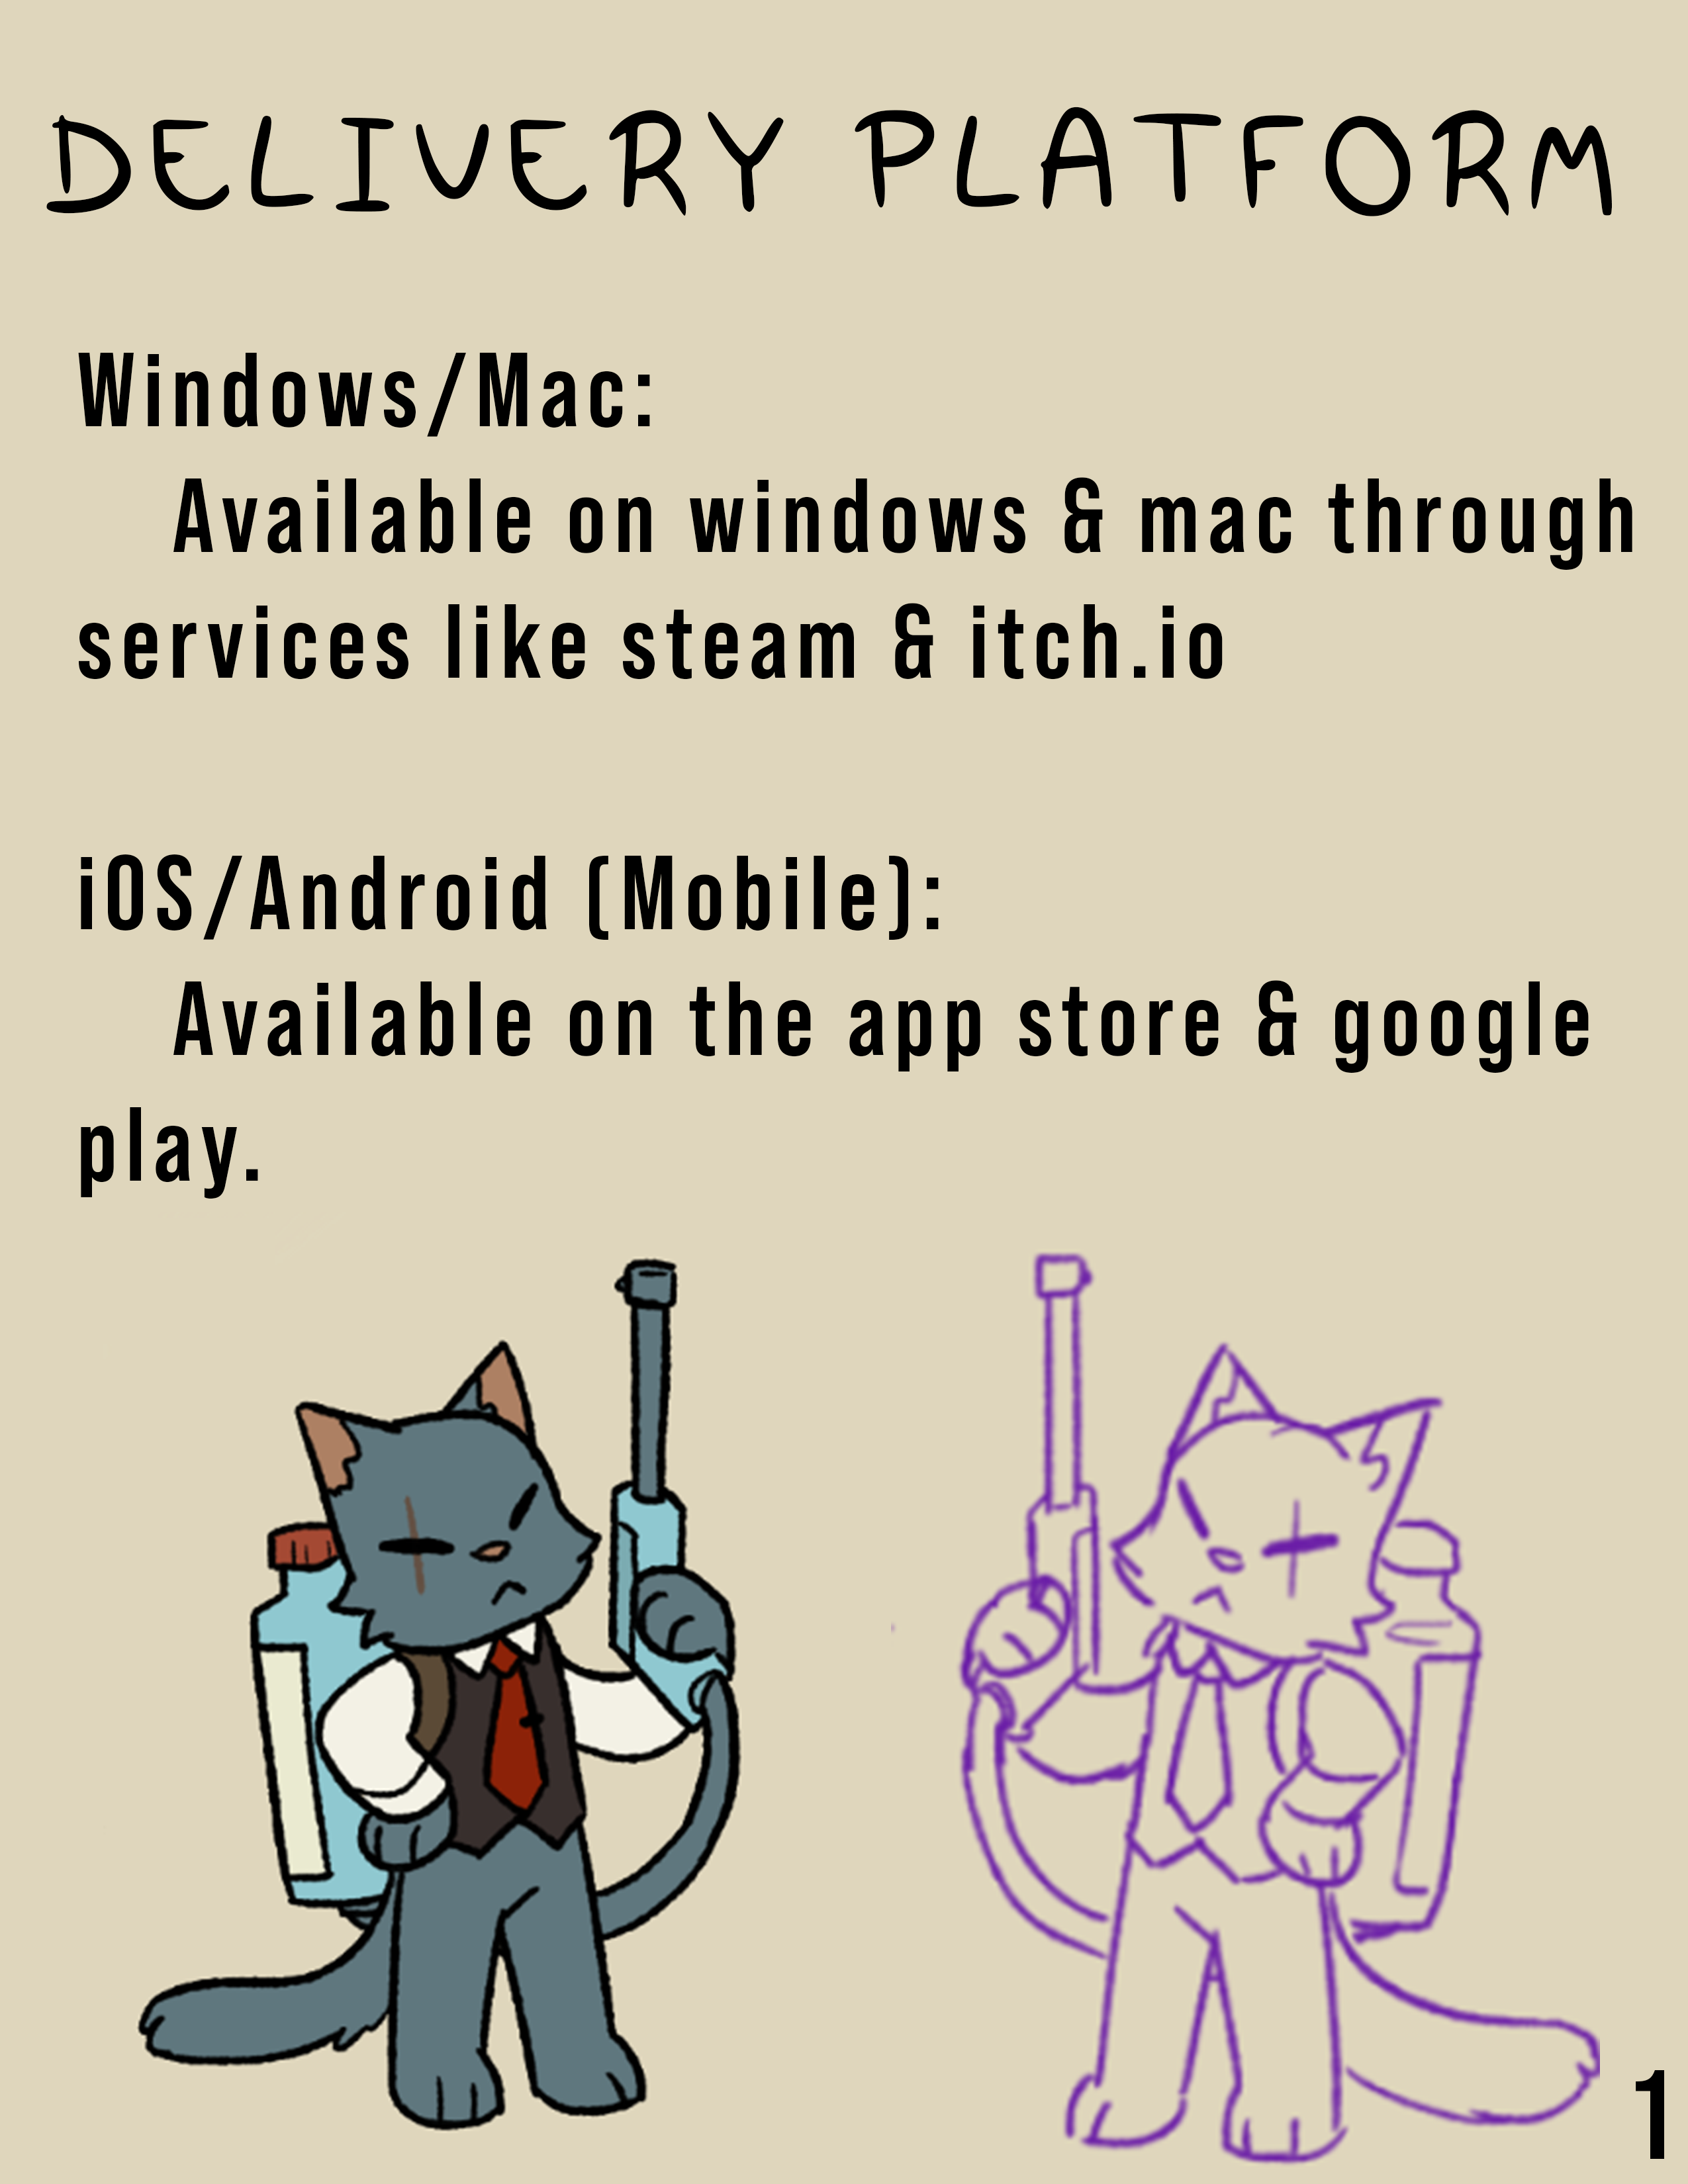 DELIVERY PLATFORM
Windows/Mac:
Available on windows & mac through
services like steam & itch.io
iOS/Android (Mobile):
Available on the app store & google
play.
1